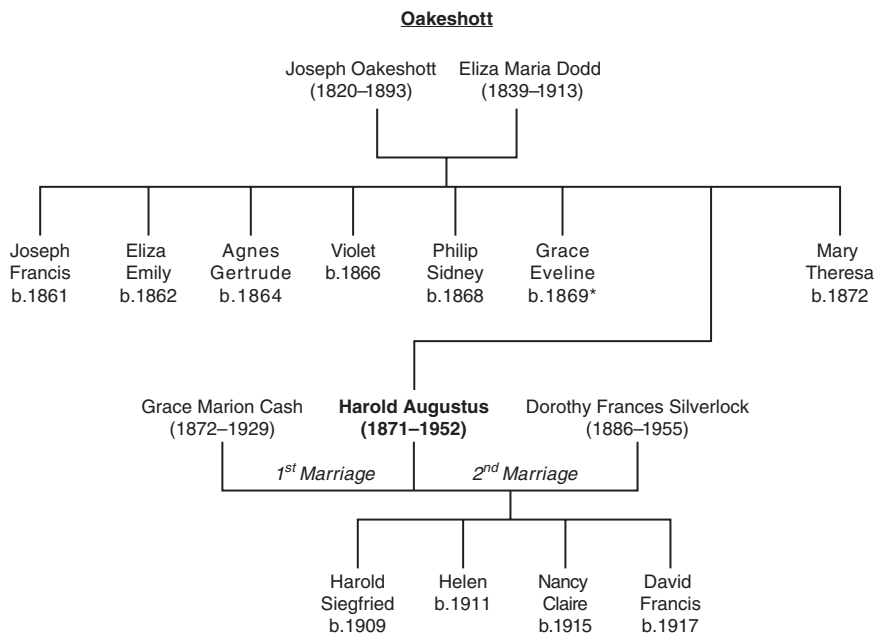 Oakeshott
Joseph Oakeshott
(1820–1893)
Eliza Maria Dodd
(1839–1913)
Joseph
Francis
b.1861
Eliza
Emily
b.1862
Agnes
Gertrude
b.1864
Violet
b.1866
Philip
Sidney
b.1868
Grace
Eveline
b.1869*
Mary
Theresa
b.1872
Grace Marion Cash
(1872–1929)
Harold Augustus
(1871–1952)
Dorothy Frances Silverlock
(1886–1955)
1st Marriage
2nd Marriage
Harold
Siegfried
b.1909
Helen
b.1911
Nancy
Claire
b.1915
David
Francis
b.1917